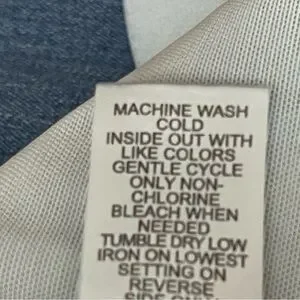 MACHINE WASH
COLD
INSIDE OUT WITH
LIKE COLORS
GENTLE CYCLE
ONLY NON-
CHLORINE
BLEACH WHEN
NEEDED
TUMBLE DRY LOW
IRON ON LOWEST
SETTING ON
REVERSE
SIDE